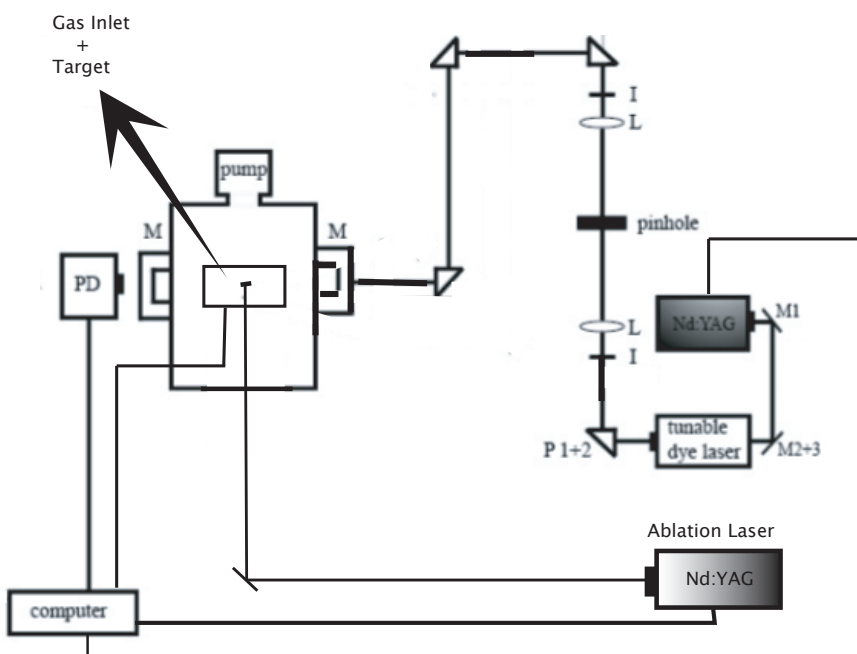 Gas Inlet
+
Target
pump
M
M
PD
I
L
pinhole
L
I
Nd:YAG
M1
tunable
dye laser
P 1+2
M2+3
Ablation Laser
Nd:YAG
computer